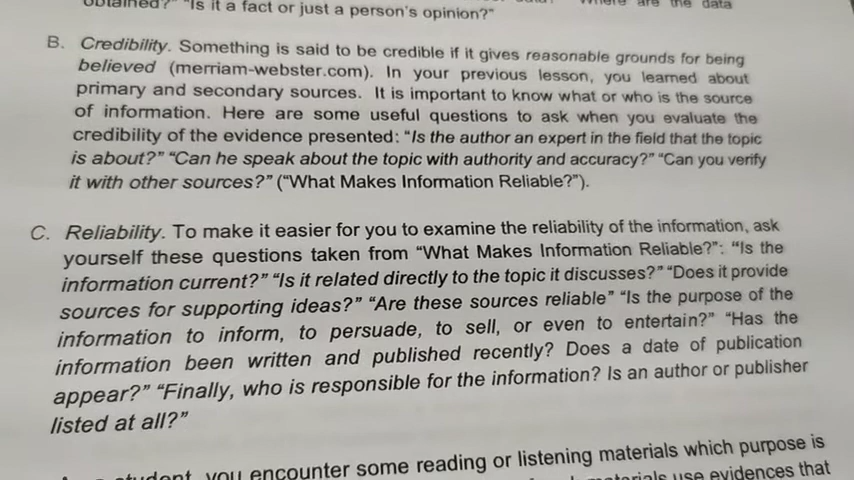 obtained?" "Is it a fact or just a person's opinion?" Where are the data
B. Credibility. Something is said to be credible if it gives reasonable grounds for being
believed (merriam-webster.com). In your previous lesson, you learned about
primary and secondary sources. It is important to know what or who is the source
of information. Here are some useful questions to ask when you evaluate the
credibility of the evidence presented: "Is the author an expert in the field that the topic
is about?" "Can he speak about the topic with authority and accuracy?" "Can you verify
it with other sources?" ("What Makes Information Reliable?").
C. Reliability. To make it easier for you to examine the reliability of the information, ask
yourself these questions taken from "What Makes Information Reliable?": "Is the
information current?" "Is it related directly to the topic it discusses?" "Does it provide
sources for supporting ideas?" "Are these sources reliable" "Is the purpose of the
information to inform, to persuade, to sell, or even to entertain?" "Has the
information been written and published recently? Does a date of publication
appear?" "Finally, who is responsible for the information? Is an author or publisher
listed at all?"
student, you encounter some reading or listening materials which purpose is
materials use evidences that